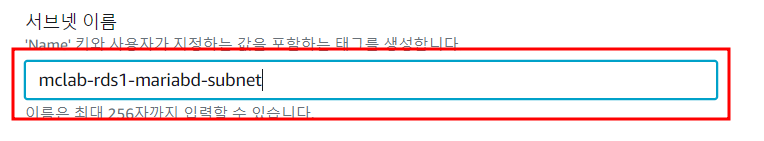 서브넷 이름
'Name' 키와 사용자가 지정하는 값을 포함하는 태그를 생성합니다.
mclab-rds1-mariabd-subnet
이름은 최대 256자까지 입력할 수 있습니다.